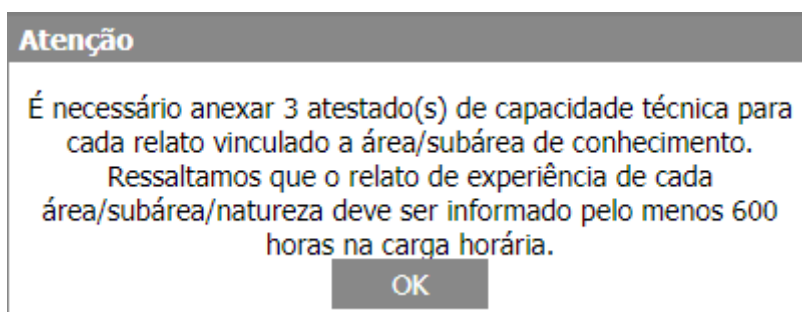 Atenção
É necessário anexar 3 atestado(s) de capacidade técnica para
cada relato vinculado a área/subárea de conhecimento.
Ressaltamos que o relato de experiência de cada
área/subárea/natureza deve ser informado pelo menos 600
horas na carga horária.
OK